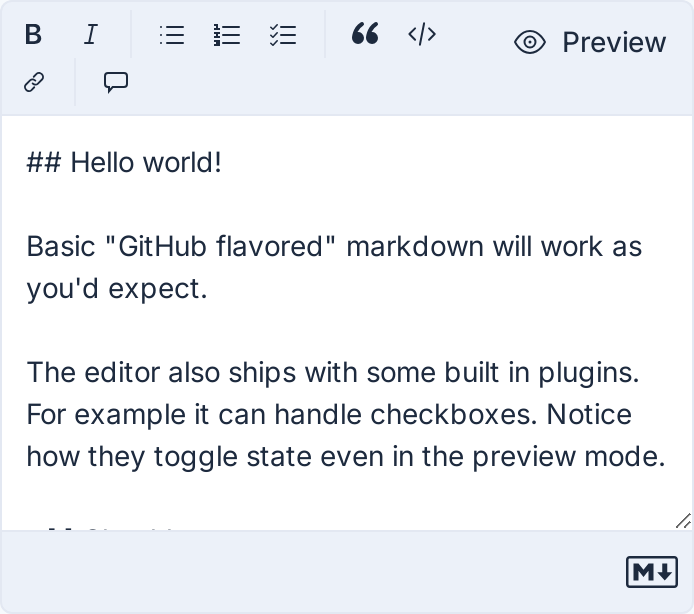 B I Preview
## Hello world!
Basic "GitHub flavored" markdown will work as
you'd expect.
The editor also ships with some built in plugins.
For example it can handle checkboxes. Notice
how they toggle state even in the preview mode.
M